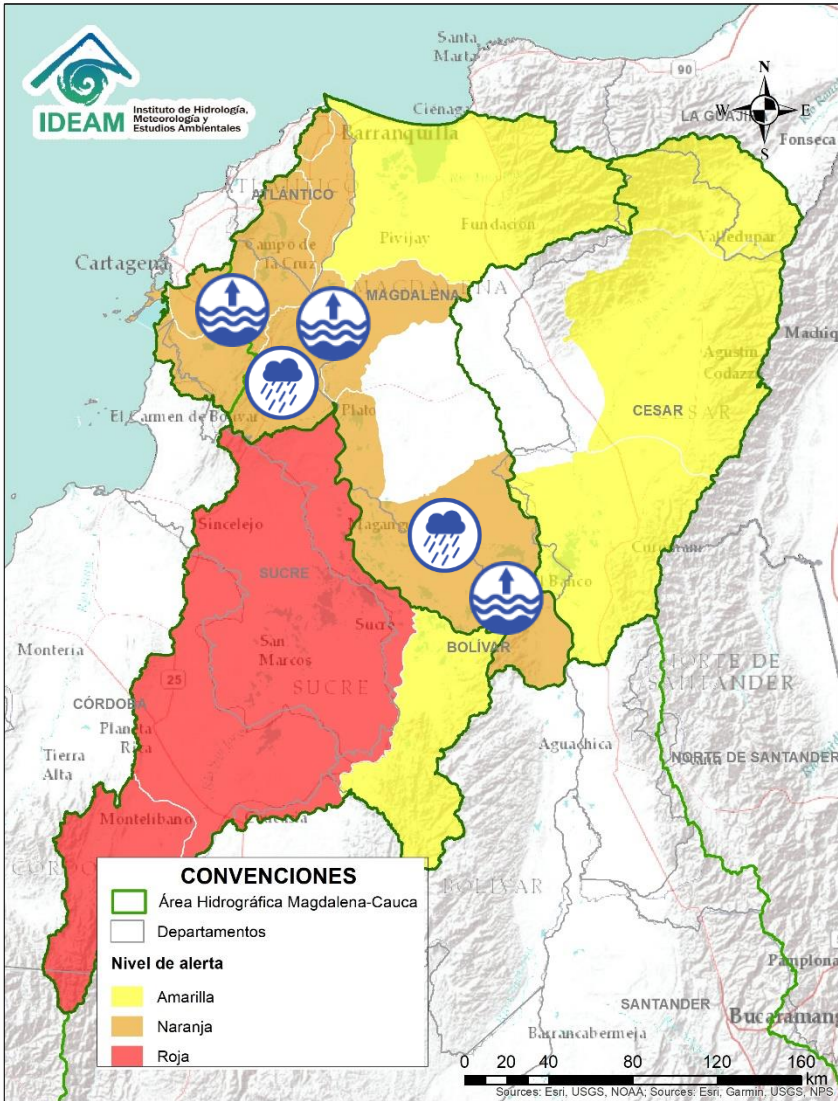 IDEAM
Instituto de Hidrología,
Meteorología y
Estudios Ambientales
Santa
Marta
90
N
W
E
S
LA GUAJIRA
Fonseca
Ciénaga
Barranquilla
ATLÁNTICO
Cartagena
Campo de
la Cruz
Pivijay
Fundación
Valledupar
MAGDALENA
Machiq
Agustín
Codazzi
El Carmen de Bolívar
Plato
CESAR
Sincelejo
Magangué
Curumaní
SUCRE
El Banco
Sucre
San
Marcos
BOLÍVAR
Montería
SUCRE
NORTE DE
SANTANDER
25
CÓRDOBA
Planeta
Rica
Tierra
Alta
Aguachica
NORTE DE SANTANDER
Montelíbano
Caucasia
BOLÍVAR
CONVENCIONES
Área Hidrográfica Magdalena-Cauca
Departamentos
Nivel de alerta
Amarilla
Naranja
Roja
Pamplona
SANTANDER
Bucaramang
Barrancabermeja
0 20 40 80 120 160
km
Sources: Esri, USGS, NOAA; Sources: Esri, Garmin, USGS, NPS